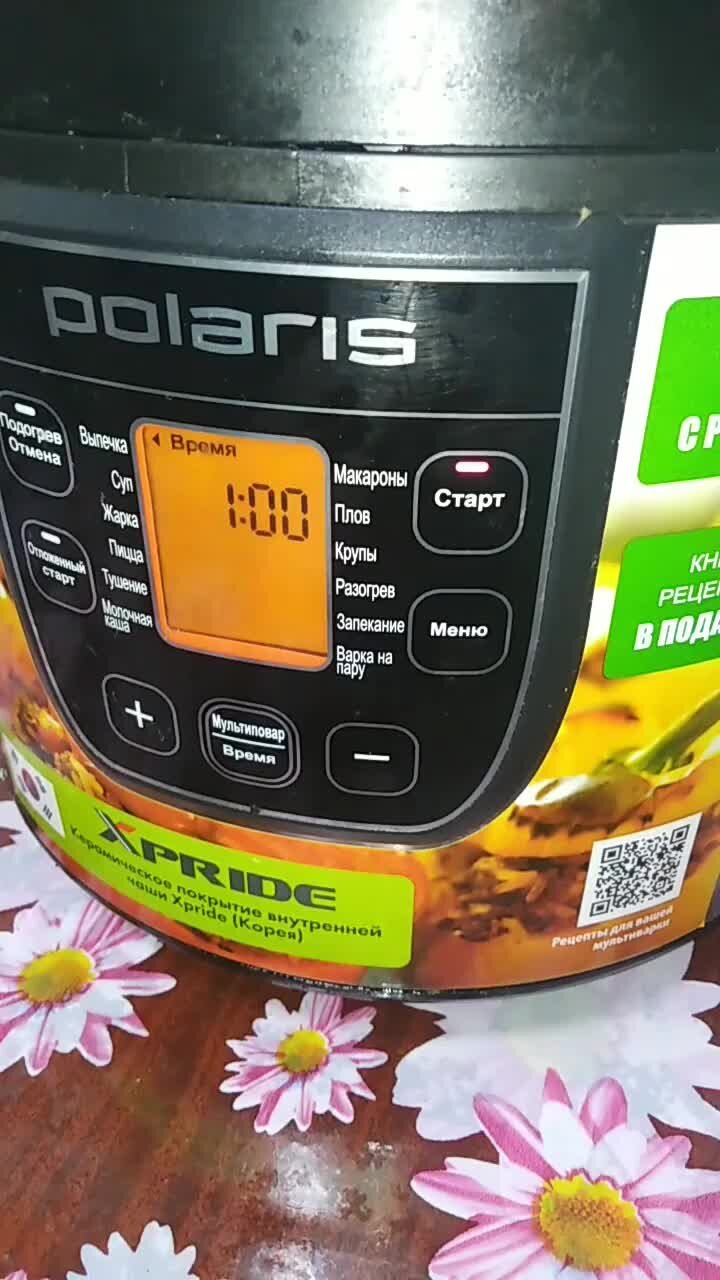 polaris
Подогрев
Отмена
Отложенный
старт
Выпечка
Суп
Жарка
Пицца
Тушение
Молочная
каша
Время
1:00
Макароны
Плов
Крупы
Разогрев
Запекание
Варка на
пару
Старт
Меню
+
Мультиповар
Время
−
XPRIDE
Керамическое покрытие внутренней
чаши Xpride (Корея)
Рецепты для вашей
мультиварки
С
В